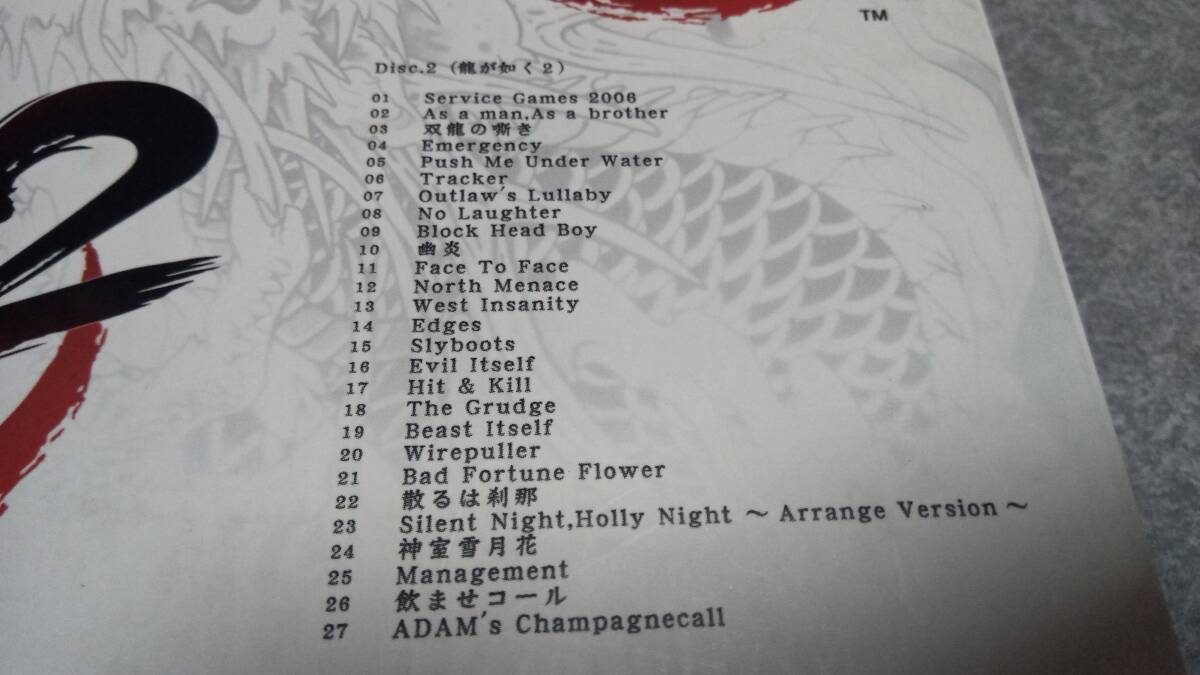 TM
Disc.2 (龍が如く2)
01 Service Games 2006
02 As a man,As a brother
03 双龍の嘶き
04 Emergency
05 Push Me Under Water
06 Tracker
07 Outlaw's Lullaby
08 No Laughter
09 Block Head Boy
10 幽炎
11 Face To Face
12 North Menace
13 West Insanity
14 Edges
15 Slyboots
16 Evil Itself
17 Hit & Kill
18 The Grudge
19 Beast Itself
20 Wirepuller
21 Bad Fortune Flower
22 散るは刹那
23 Silent Night,Holly Night ～ Arrange Version ～
24 神室雪月花
25 Management
26 飲ませコール
27 ADAM's Champagnecall